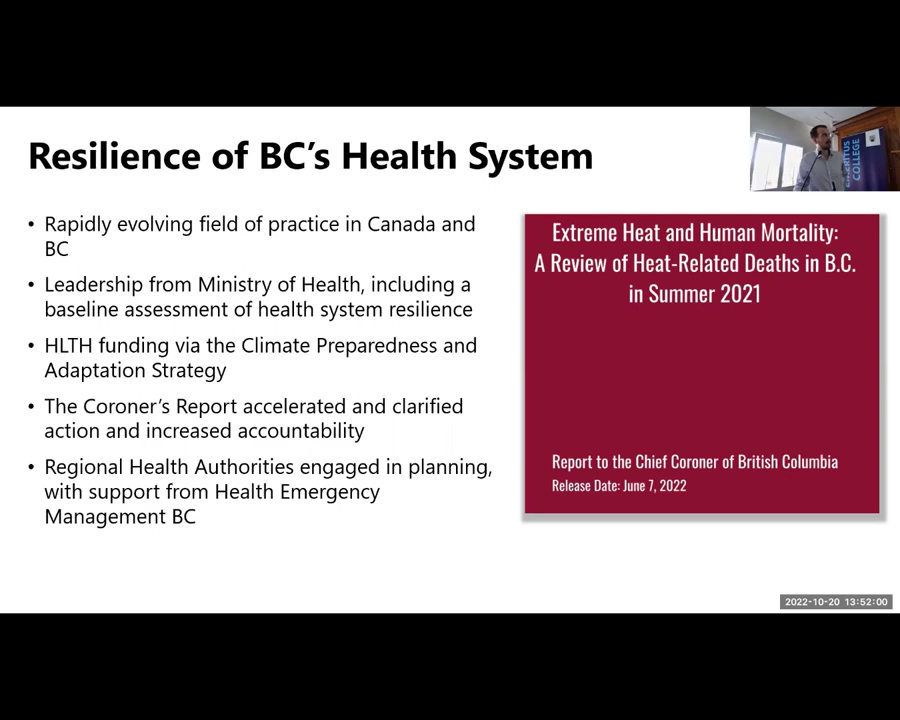 Resilience of BC's Health System
• Rapidly evolving field of practice in Canada and
BC
• Leadership from Ministry of Health, including a
baseline assessment of health system resilience
• HLTH funding via the Climate Preparedness and
Adaptation Strategy
• The Coroner's Report accelerated and clarified
action and increased accountability
• Regional Health Authorities engaged in planning,
with support from Health Emergency
Management BC
Extreme Heat and Human Mortality:
A Review of Heat-Related Deaths in B.C.
in Summer 2021
Report to the Chief Coroner of British Columbia
Release Date: June 7, 2022
EMERITUS
COLLEGE
2022-10-20 13:52:00